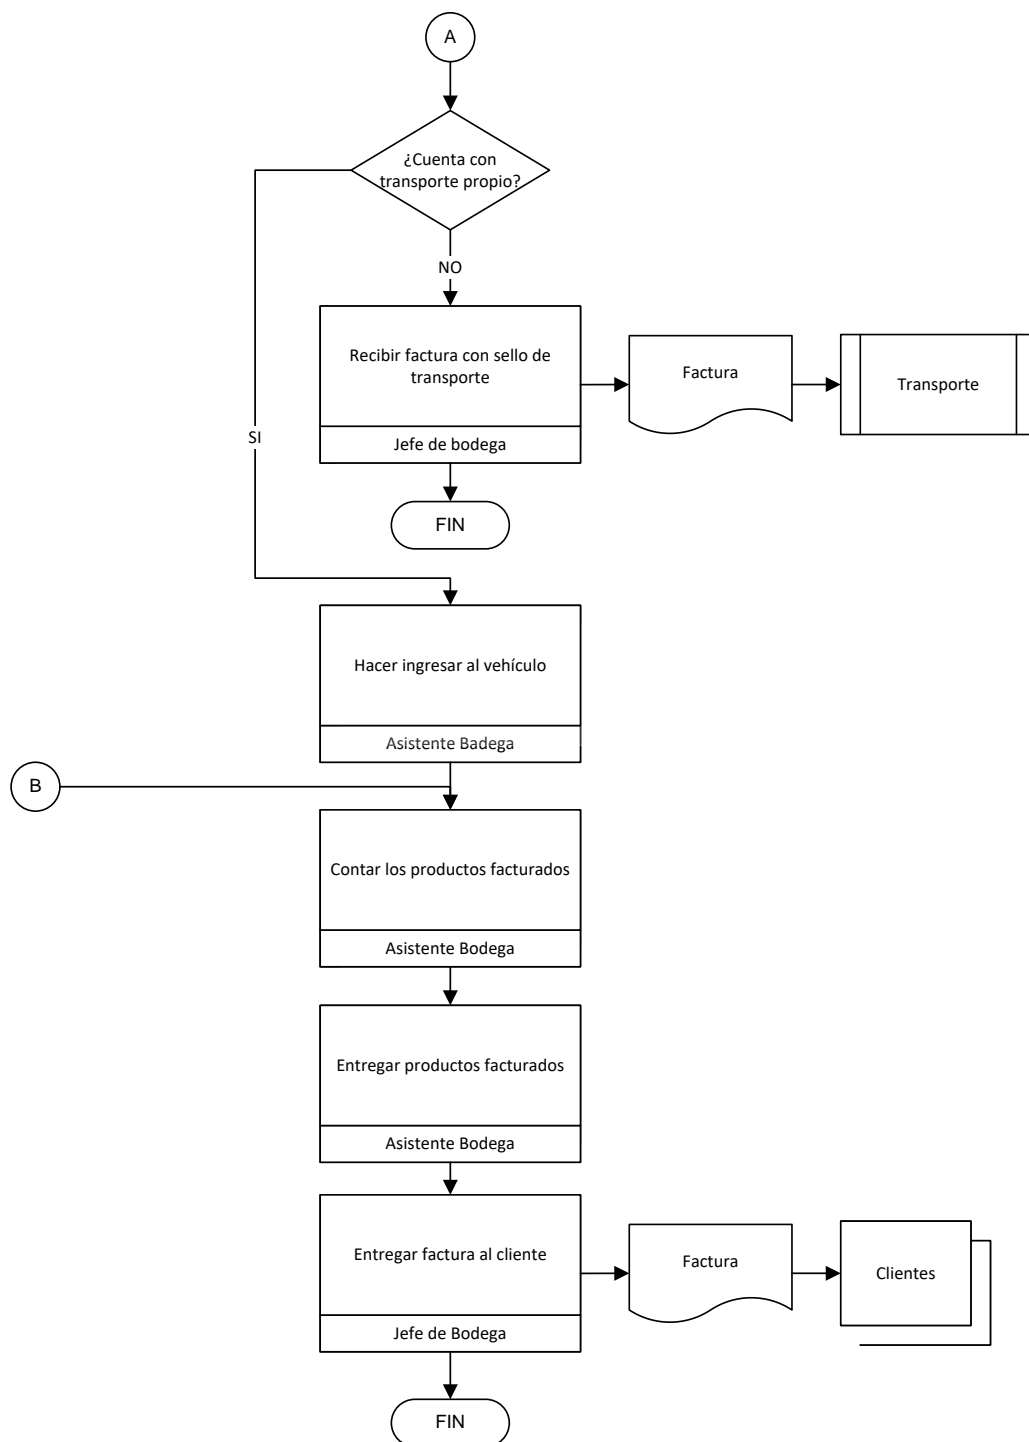 A
¿Cuenta con
transporte propio?
NO
Recibir factura con sello de
transporte
Jefe de bodega
Factura
Transporte
SI
FIN
Hacer ingresar al vehículo
Asistente Badega
B
Contar los productos facturados
Asistente Bodega
Entregar productos facturados
Asistente Bodega
Entregar factura al cliente
Jefe de Bodega
Factura
Clientes
FIN